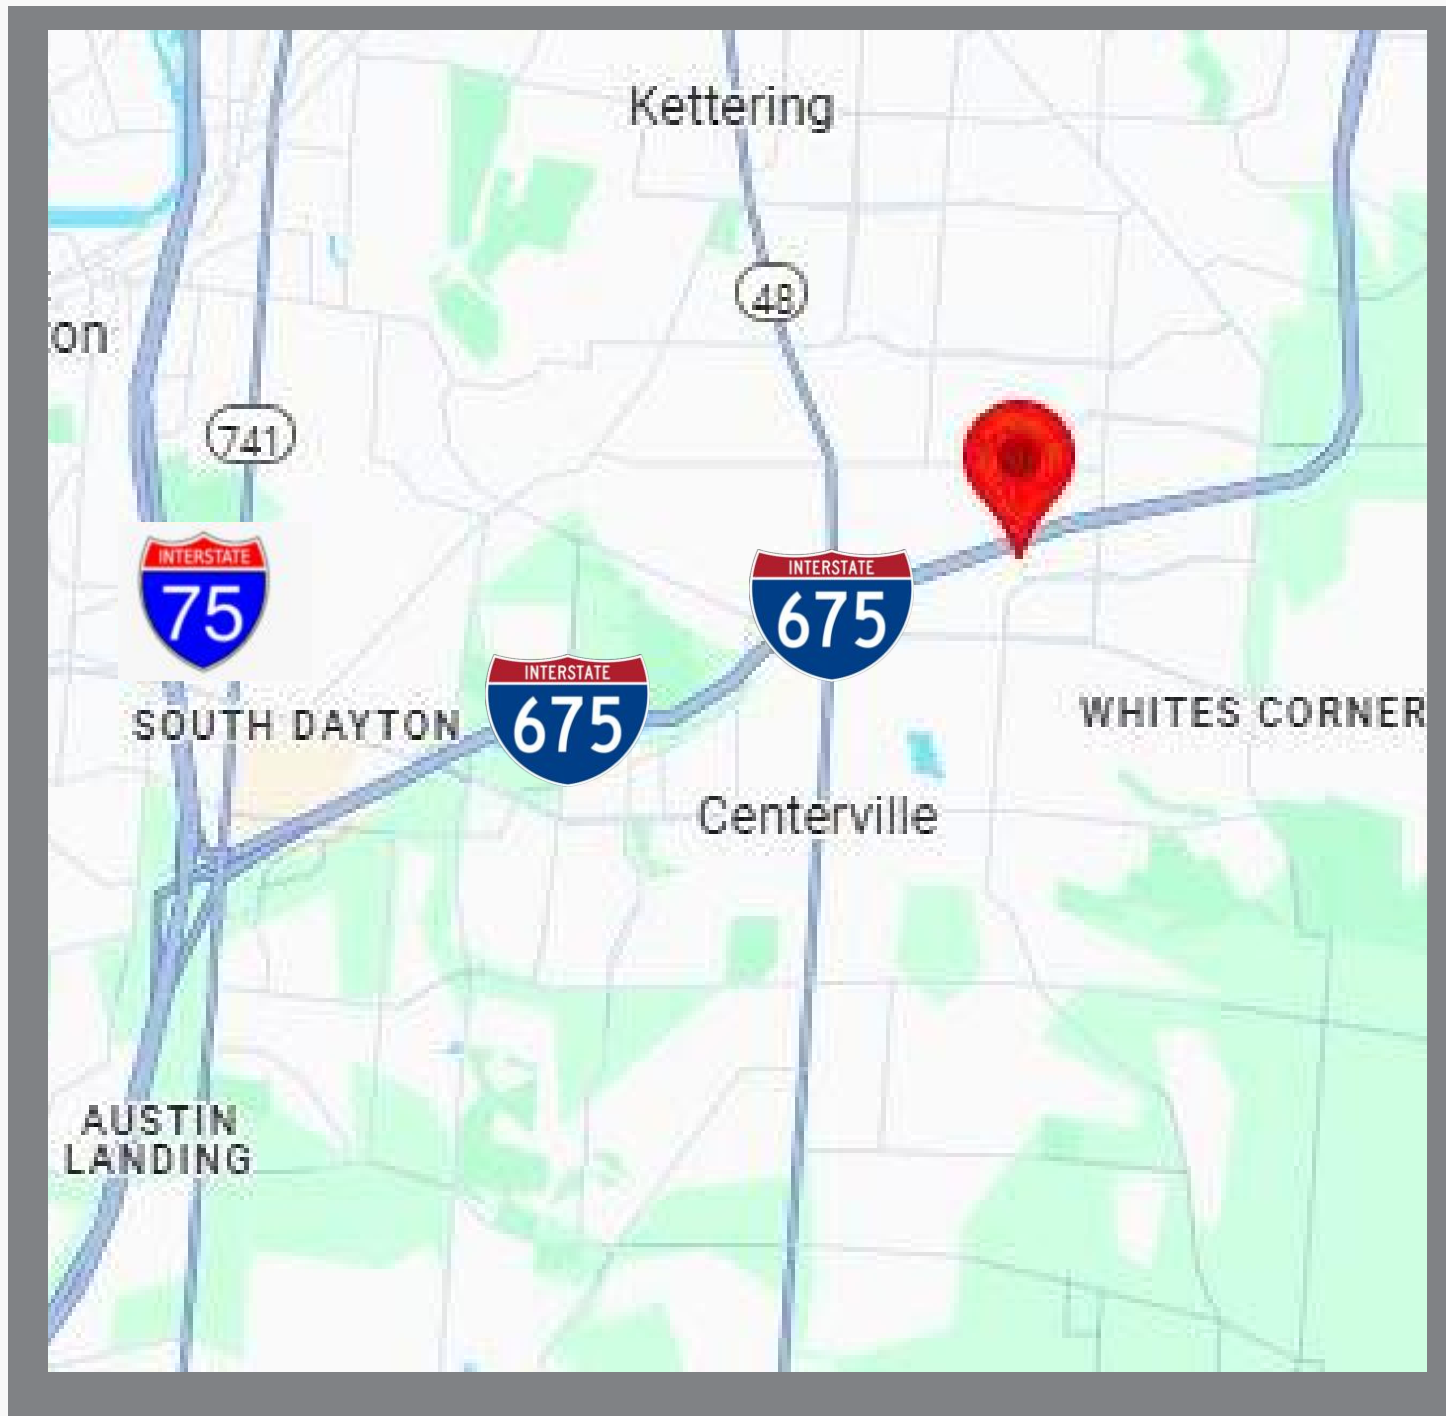 Kettering
48
on
741
INTERSTATE
75
INTERSTATE
675
INTERSTATE
675
SOUTH DAYTON
WHITES CORNER
Centerville
AUSTIN
LANDING